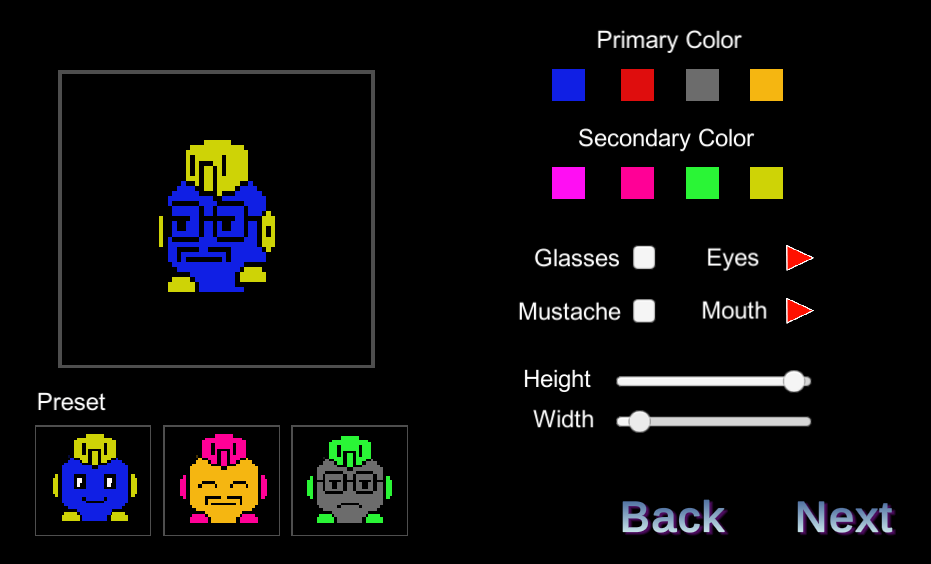 Primary Color
Secondary Color
Glasses
Eyes
Mustache
Mouth
Height
Width
Preset
Back
Next